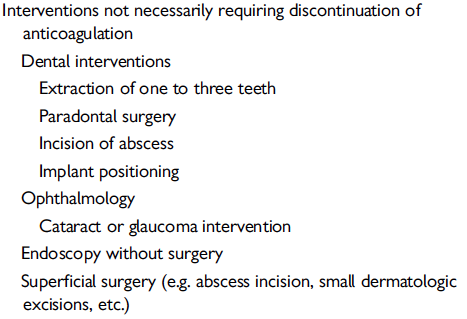 Interventions not necessarily requiring discontinuation of
anticoagulation
Dental interventions
Extraction of one to three teeth
Paradontal surgery
Incision of abscess
Implant positioning
Ophthalmology
Cataract or glaucoma intervention
Endoscopy without surgery
Superficial surgery (e.g. abscess incision, small dermatologic
excisions, etc.)